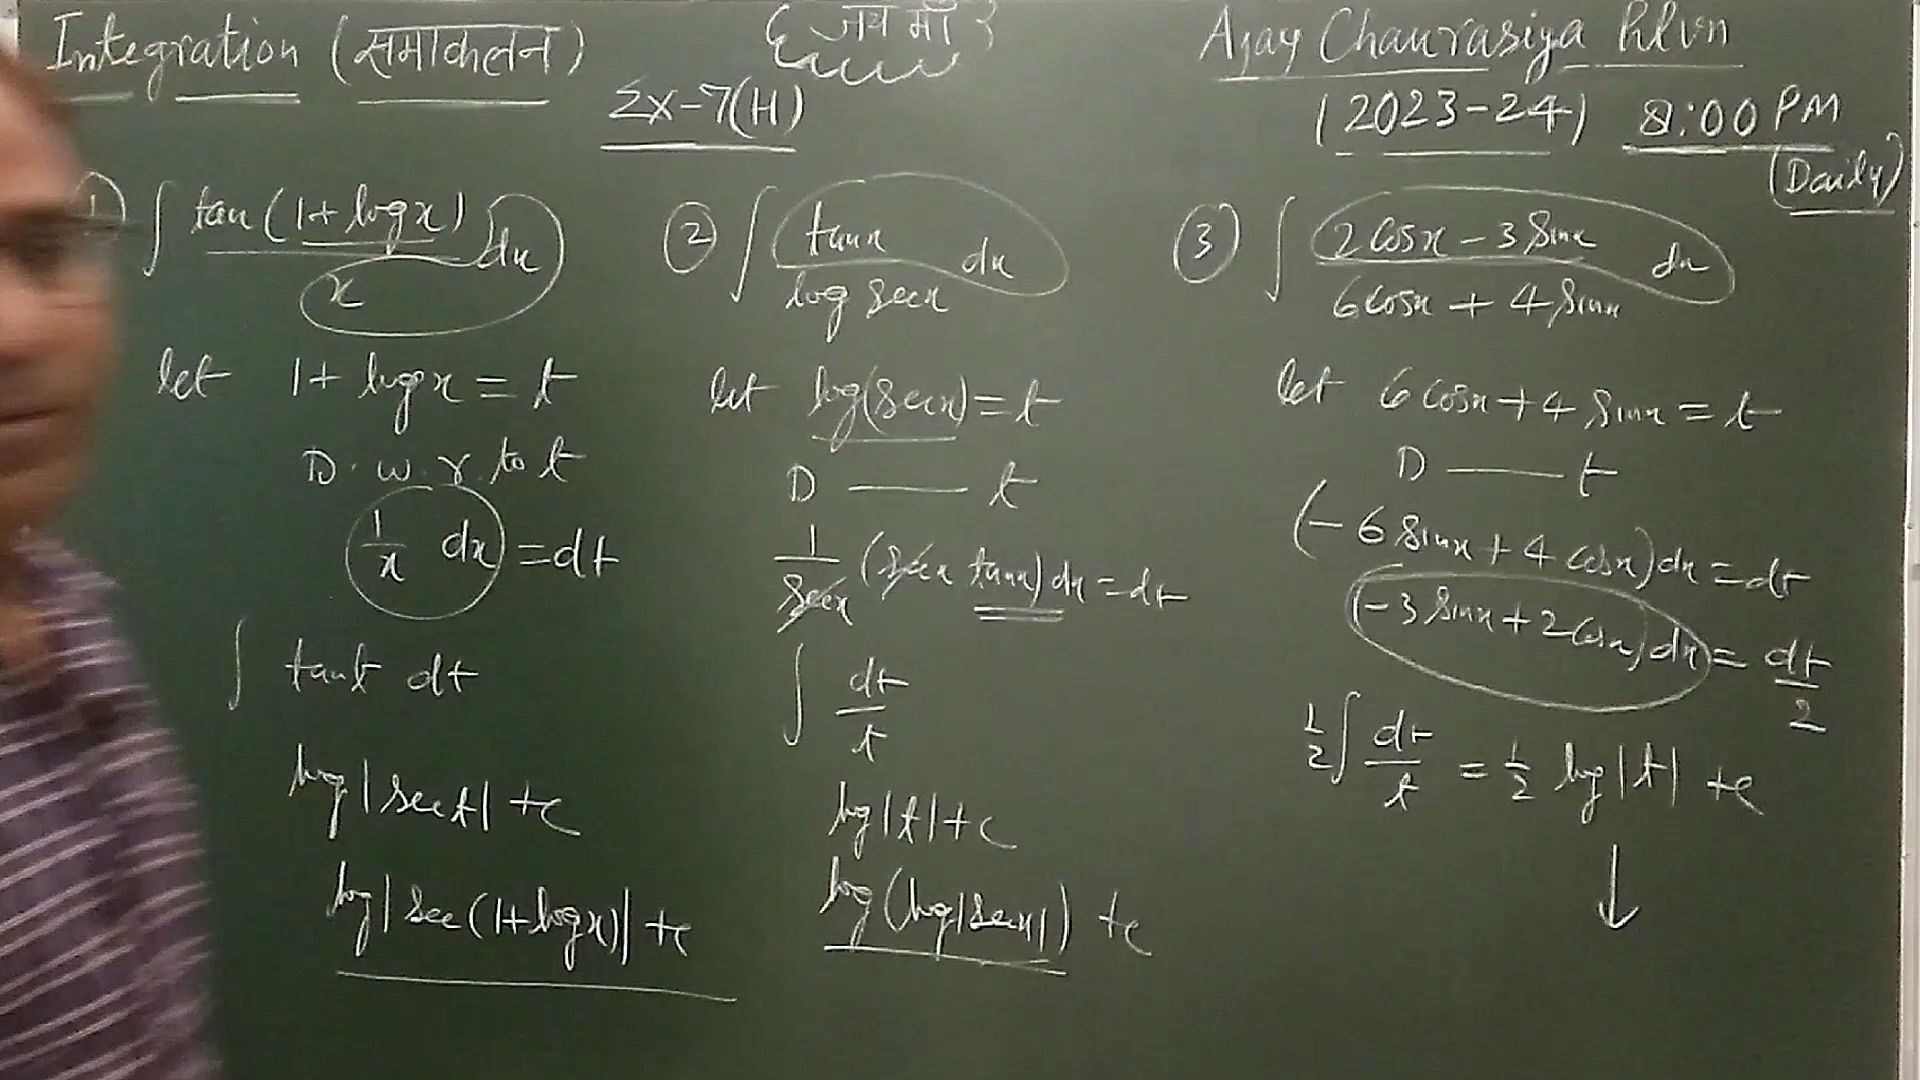 Integration (समाकलन)
{ जय माँ }
Ajay Chaurasiya
Ex-7(H)
(2023-24) 8:00 PM
(Daily)
1) ∫ tan(1+logx)/x dx
let 1+logx = t
D. w. r. to t
1/x dx = dt
∫ tant dt
log|sect| +c
log|sec(1+logx)| +c
2 ∫ tanx/log secx dx
let log(secx) = t
D —— t
1/secx (secx tanx) dx = dt
∫ dt/t
log|t|+c
log(log|secx|) +c
3 ∫ 2cosx - 3sinx/6cosx + 4sinx dx
let 6cosx + 4sinx = t
D —— t
(-6sinx + 4cosx)dx = dt
(-3sinx + 2cosx)dx = dt/2
1/2 ∫ dt/t = 1/2 log|t| +c
↓